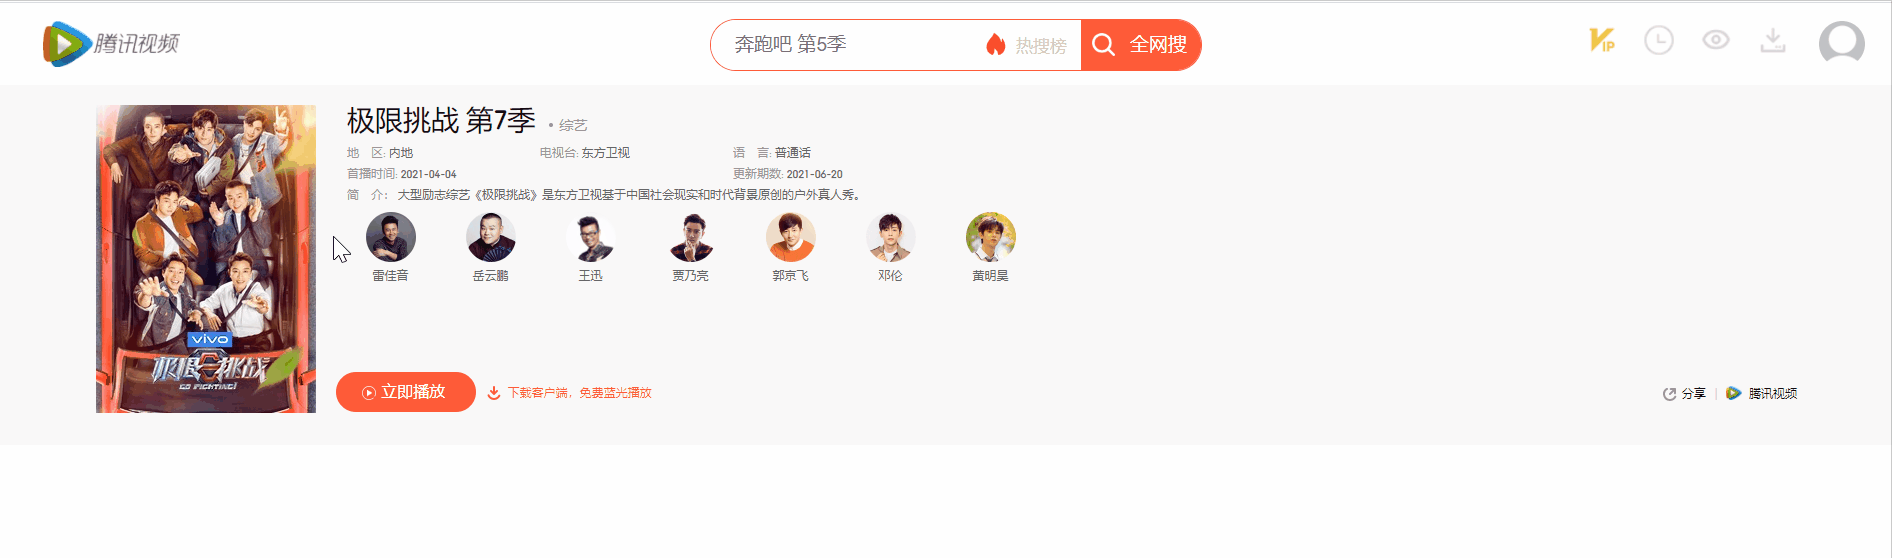 腾讯视频
奔跑吧 第5季
热搜榜
全网搜
VIP
极限挑战 第7季 • 综艺
地 区: 内地 电视台: 东方卫视 语 言: 普通话
首播时间: 2021-04-04 更新期数: 2021-06-20
简 介: 大型励志综艺《极限挑战》是东方卫视基于中国社会现实和时代背景原创的户外真人秀。
雷佳音 岳云鹏 王迅 贾乃亮 郭京飞 邓伦 黄明昊
vivo
极限挑战
GO FIGHTING!
立即播放 下载客户端，免费蓝光播放
分享 | 腾讯视频